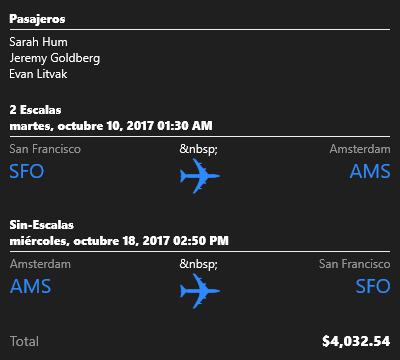 Pasajeros
Sarah Hum
Jeremy Goldberg
Evan Litvak
2 Escalas
martes, octubre 10, 2017 01:30 AM
San Francisco &nbsp; Amsterdam
SFO AMS
Sin-Escalas
miércoles, octubre 18, 2017 02:50 PM
Amsterdam &nbsp; San Francisco
AMS SFO
Total $4,032.54